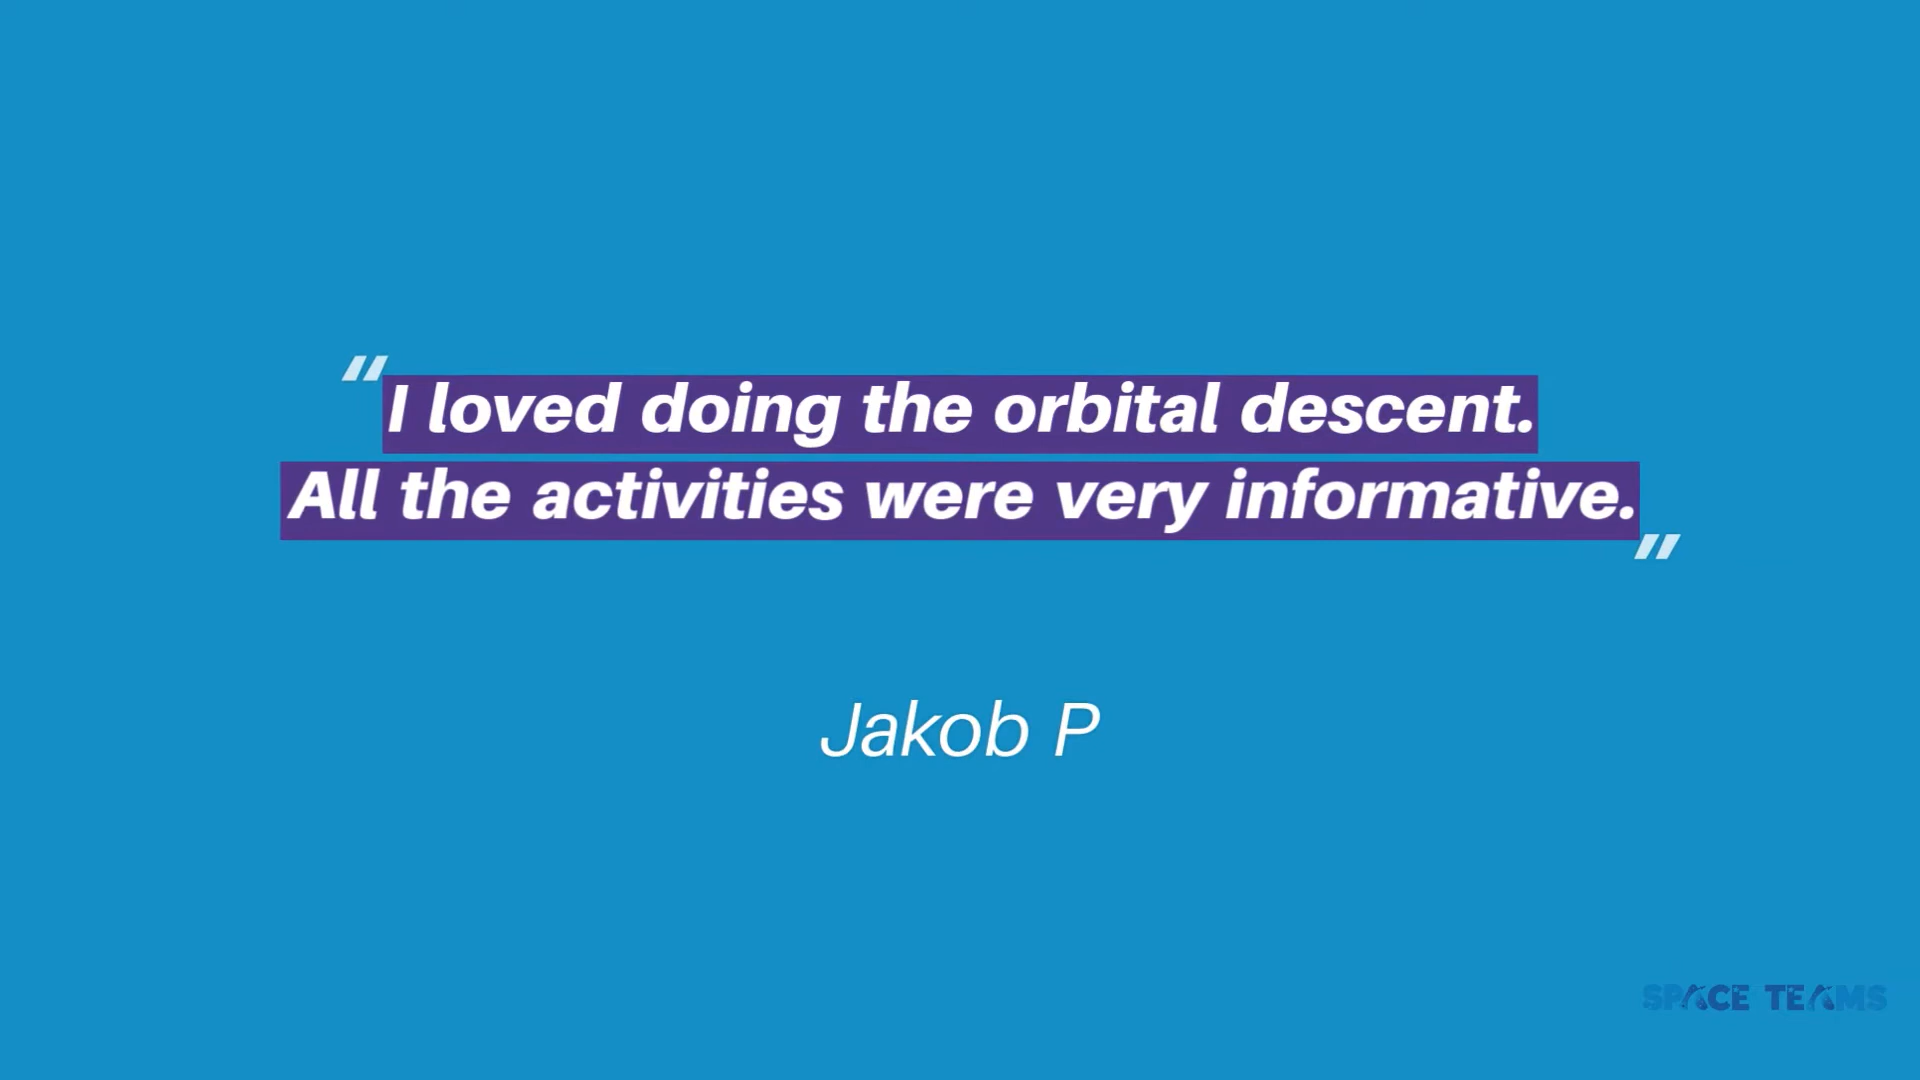 "I loved doing the orbital descent.
All the activities were very informative."
Jakob P
SPACE TEAMS